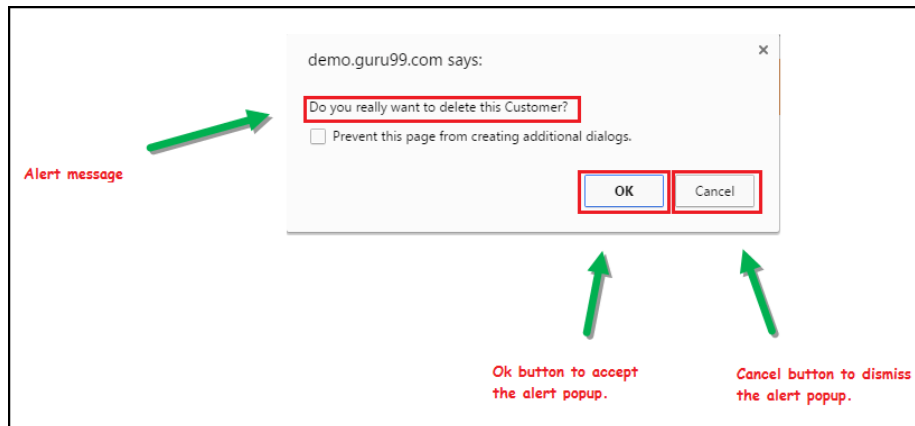 demo.guru99.com says:
Do you really want to delete this Customer?
Prevent this page from creating additional dialogs.
Alert message
OK
Cancel
Ok button to accept
the alert popup.
Cancel button to dismiss
the alert popup.